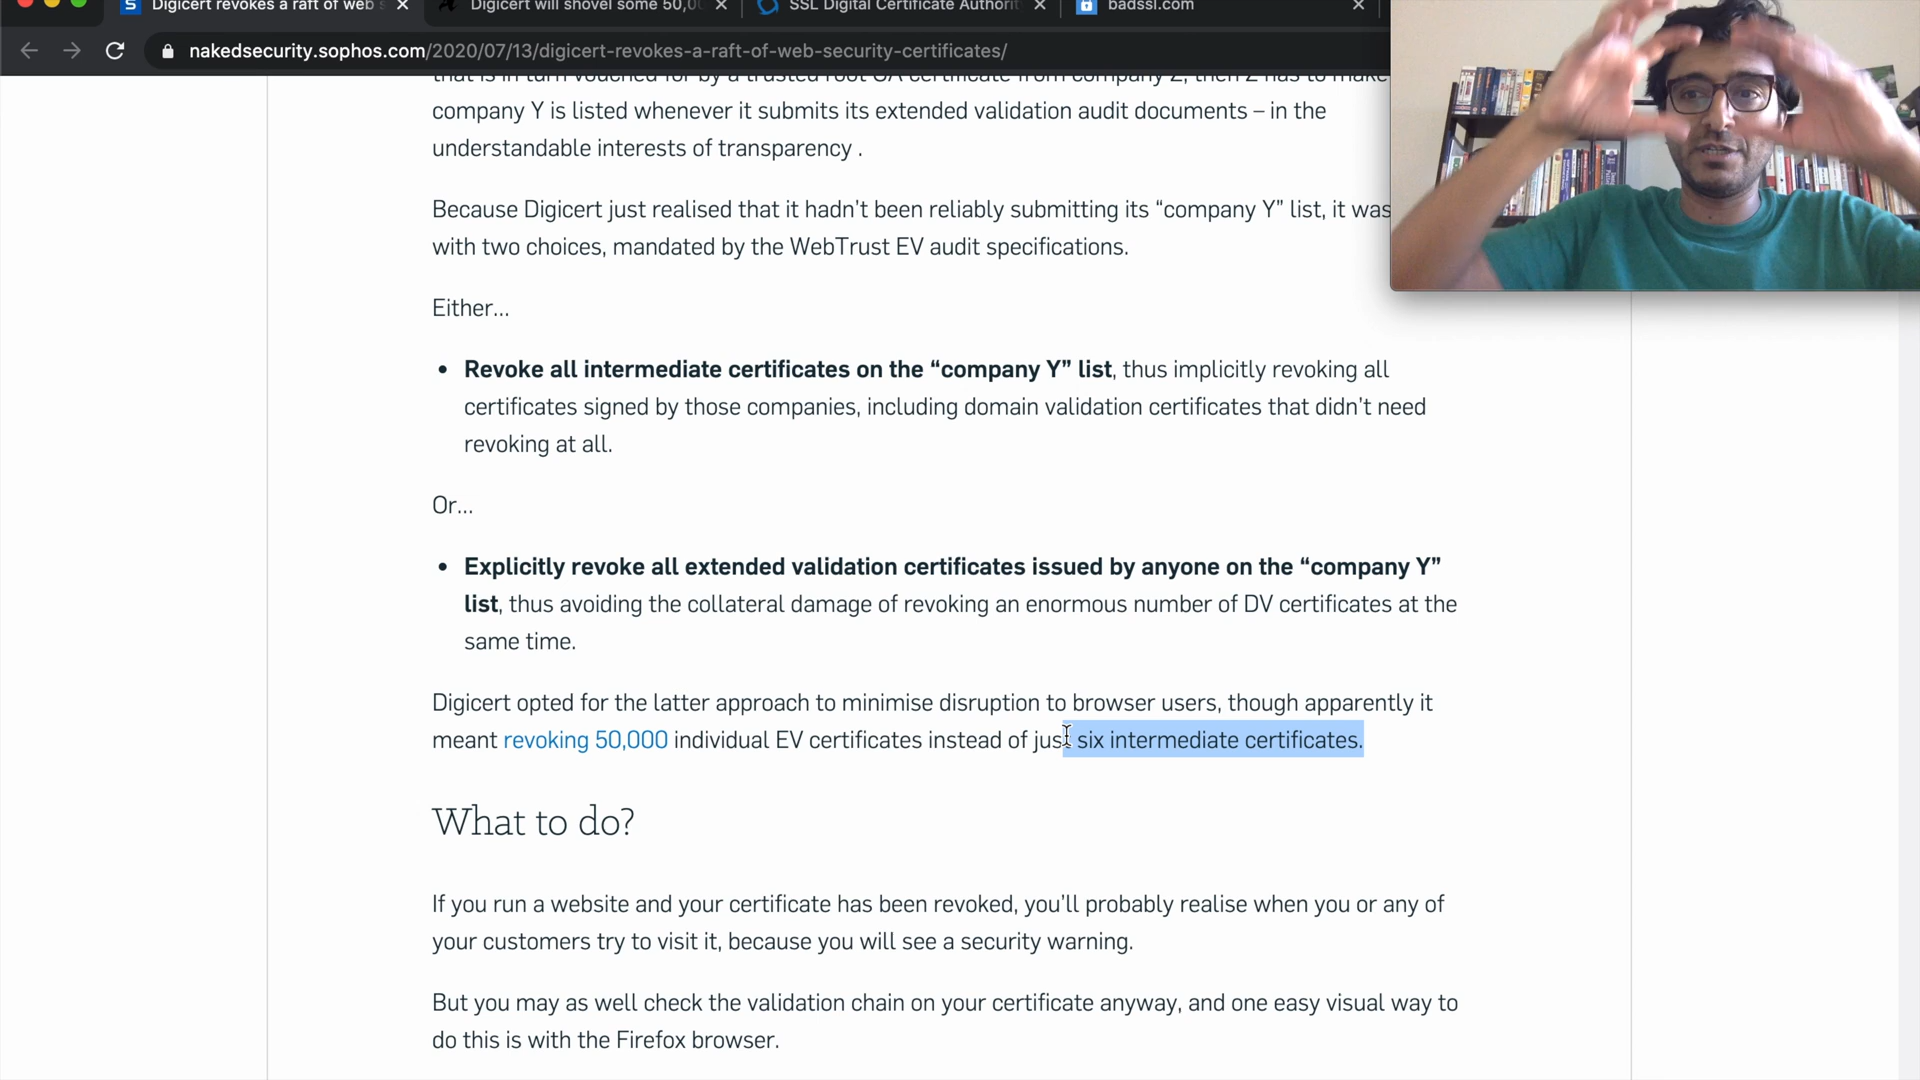 Digicert revokes a raft of web s
Digicert will shovel some 50,0
SSL Digital Certificate Authori
badssl.com
nakedsecurity.sophos.com/2020/07/13/digicert-revokes-a-raft-of-web-security-certificates/
that is in turn vouched for by a trusted root CA certificate from company Z, then Z has to make
company Y is listed whenever it submits its extended validation audit documents – in the
understandable interests of transparency .
Because Digicert just realised that it hadn’t been reliably submitting its “company Y” list, it was
with two choices, mandated by the WebTrust EV audit specifications.
Either…
• Revoke all intermediate certificates on the “company Y” list, thus implicitly revoking all
certificates signed by those companies, including domain validation certificates that didn’t need
revoking at all.
Or…
• Explicitly revoke all extended validation certificates issued by anyone on the “company Y”
list, thus avoiding the collateral damage of revoking an enormous number of DV certificates at the
same time.
Digicert opted for the latter approach to minimise disruption to browser users, though apparently it
meant revoking 50,000 individual EV certificates instead of just six intermediate certificates.
What to do?
If you run a website and your certificate has been revoked, you’ll probably realise when you or any of
your customers try to visit it, because you will see a security warning.
But you may as well check the validation chain on your certificate anyway, and one easy visual way to
do this is with the Firefox browser.